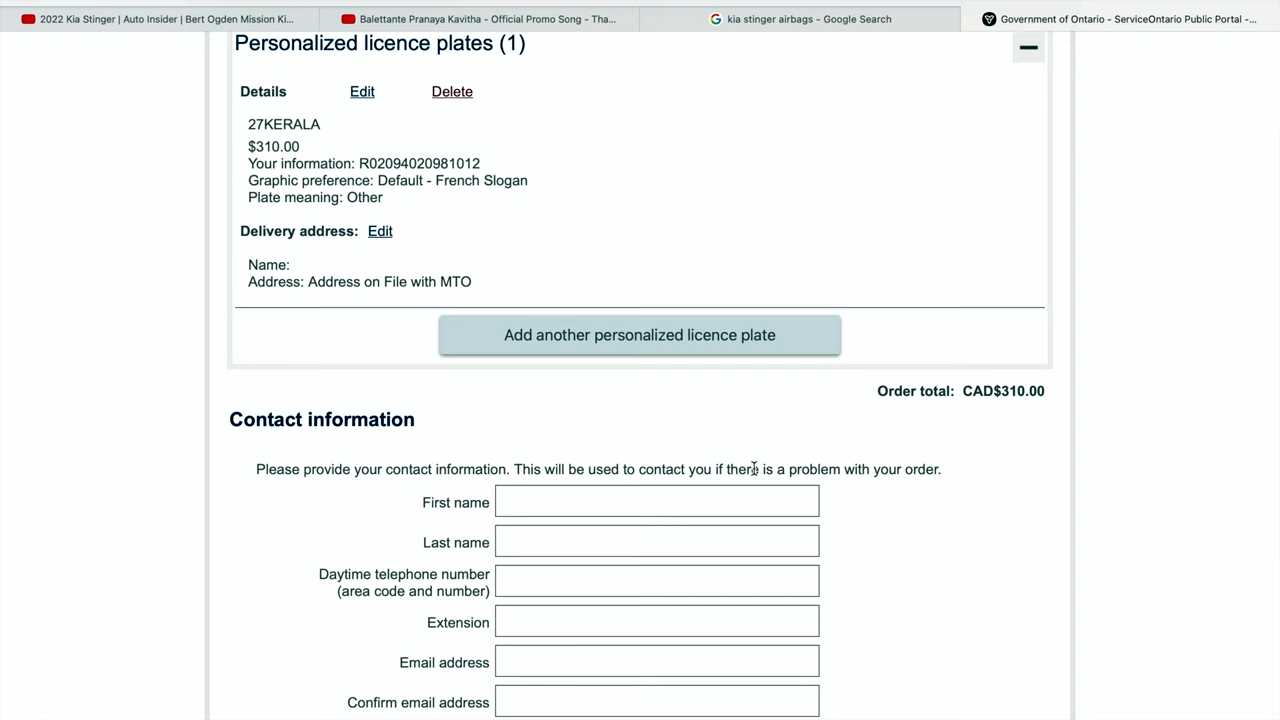 2022 Kia Stinger | Auto Insider | Bert Ogden Mission Ki...
Balettante Pranaya Kavitha - Official Promo Song - Tha...
kia stinger airbags - Google Search
Government of Ontario - ServiceOntario Public Portal -...
Personalized licence plates (1)
Details Edit Delete
27KERALA
$310.00
Your information: R02094020981012
Graphic preference: Default - French Slogan
Plate meaning: Other
Delivery address: Edit
Name:
Address: Address on File with MTO
Add another personalized licence plate
Order total: CAD$310.00
Contact information
Please provide your contact information. This will be used to contact you if there is a problem with your order.
First name
Last name
Daytime telephone number
(area code and number)
Extension
Email address
Confirm email address